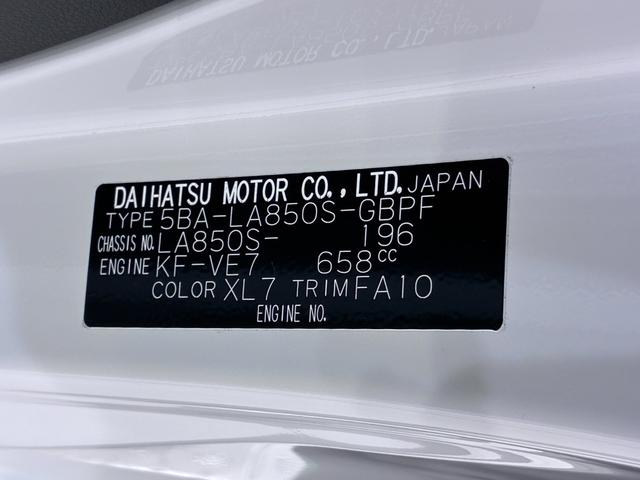 DAIHATSU MOTOR CO., LTD. JAPAN
TYPE 5BA-LA850S-GBPF
CHASSIS NO. LA850S- 196
ENGINE KF-VE7 658cc
COLOR XL7 TRIM FA10
ENGINE NO.